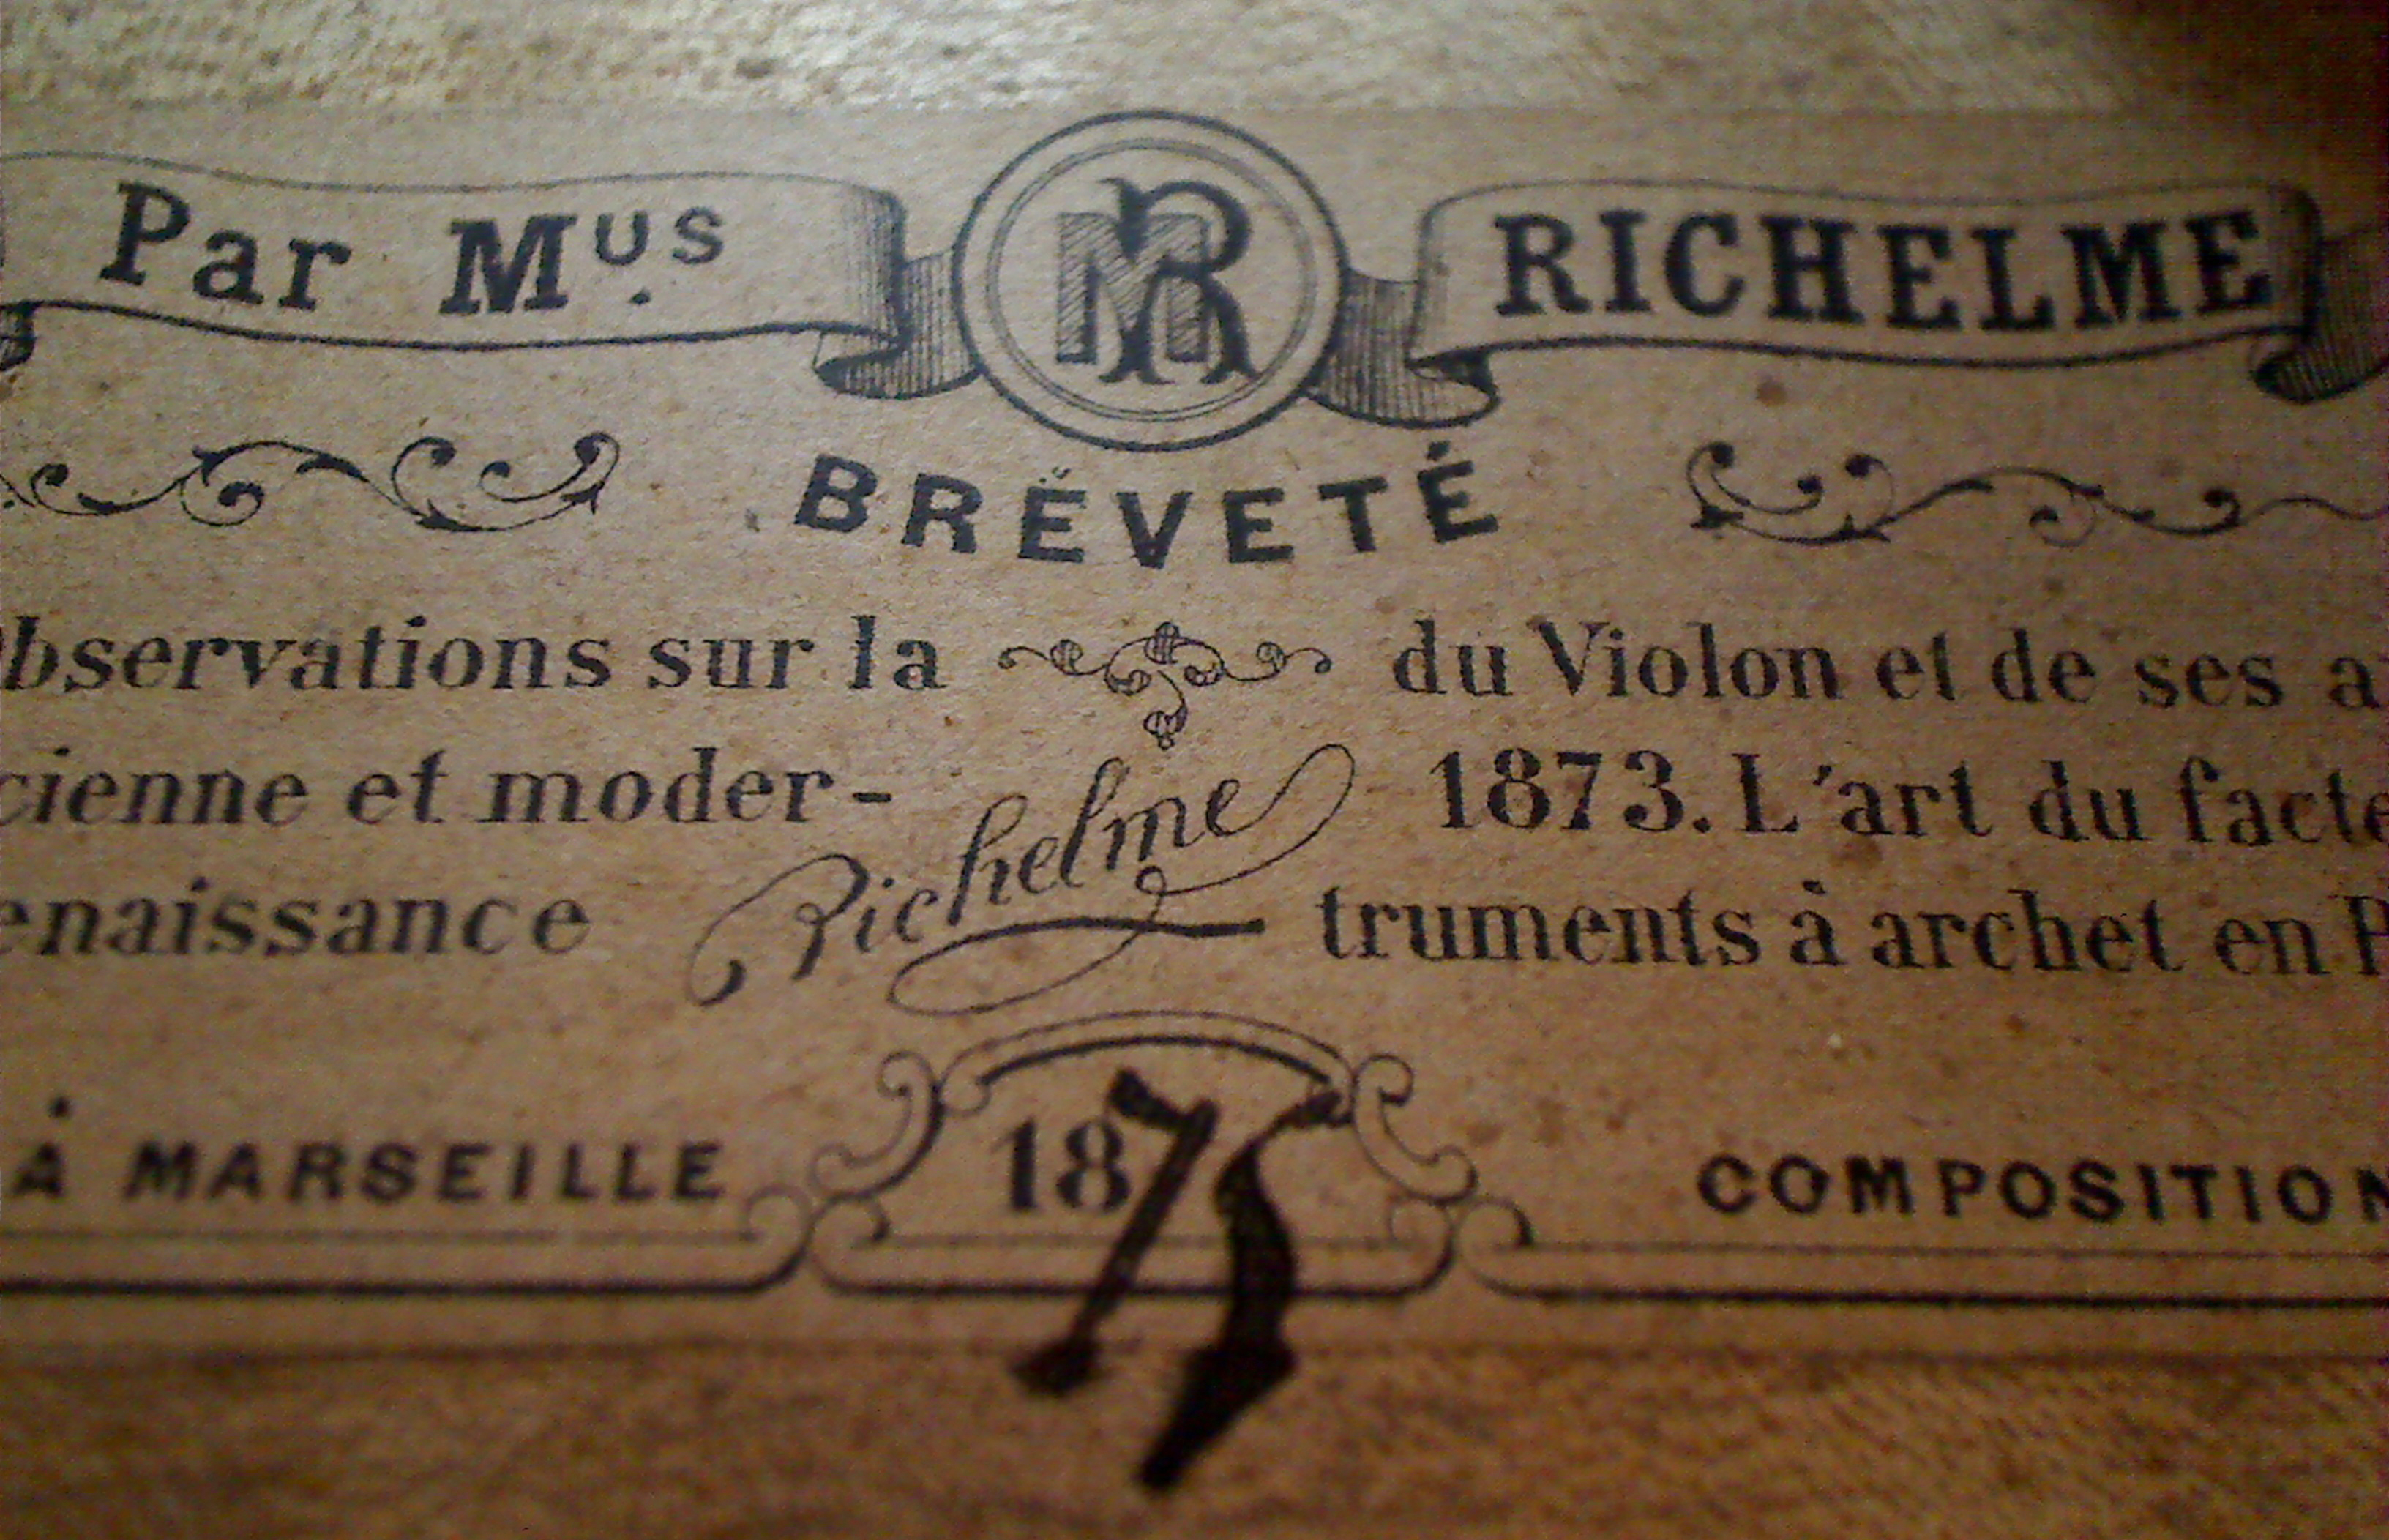 Par Mus MR RICHELME
BRËVETÉ
bservations sur la du Violon et de ses a
cienne et moder- Richelme 1873. L'art du facte
enaissance truments à archet en
À MARSEILLE 1875 COMPOSITION